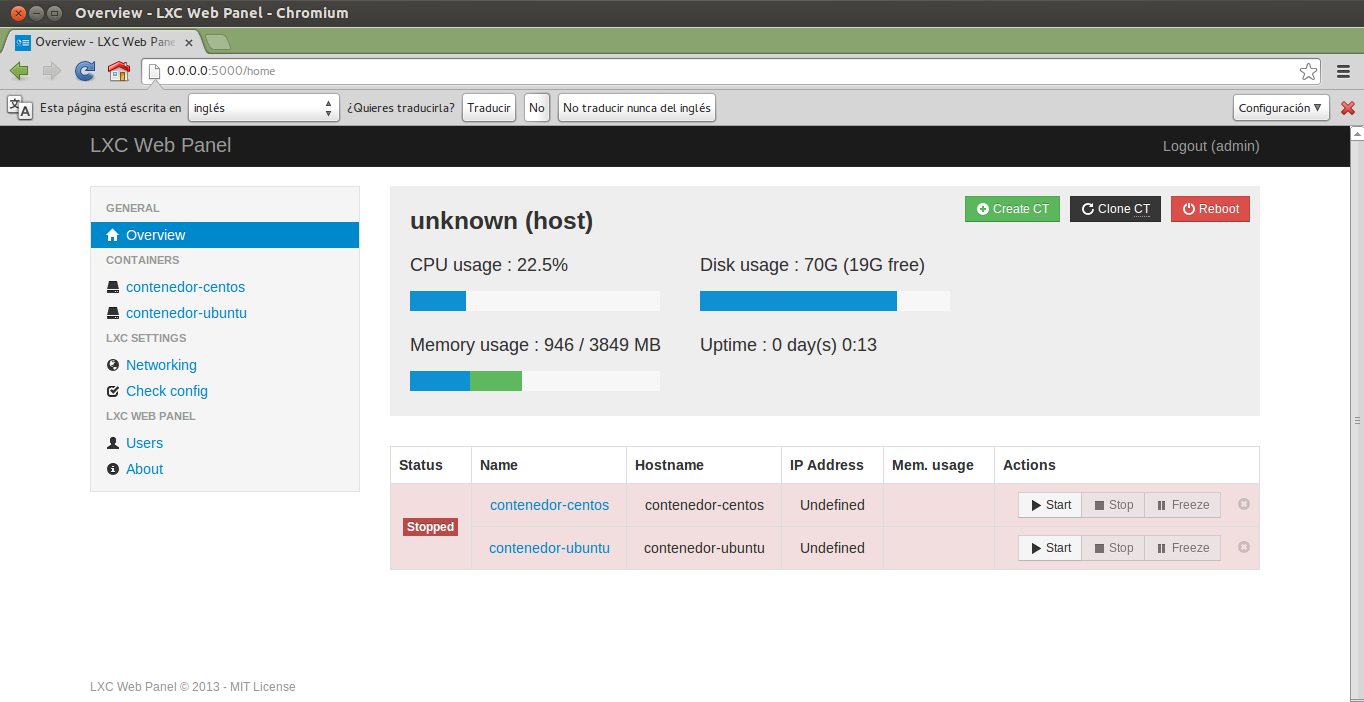 Overview - LXC Web Panel - Chromium
Overview - LXC Web Pane
0.0.0.0:5000/home
Esta página está escrita en inglés ¿Quieres traducirla? Traducir No No traducir nunca del inglés Configuración
LXC Web Panel Logout (admin)
GENERAL
Overview
CONTAINERS
contenedor-centos
contenedor-ubuntu
LXC SETTINGS
Networking
Check config
LXC WEB PANEL
Users
About
unknown (host) Create CT Clone CT Reboot
CPU usage : 22.5% Disk usage : 70G (19G free)
Memory usage : 946 / 3849 MB Uptime : 0 day(s) 0:13
Status Name Hostname IP Address Mem. usage Actions
Stopped
contenedor-centos contenedor-centos Undefined Start Stop Freeze
contenedor-ubuntu contenedor-ubuntu Undefined Start Stop Freeze
LXC Web Panel © 2013 - MIT License